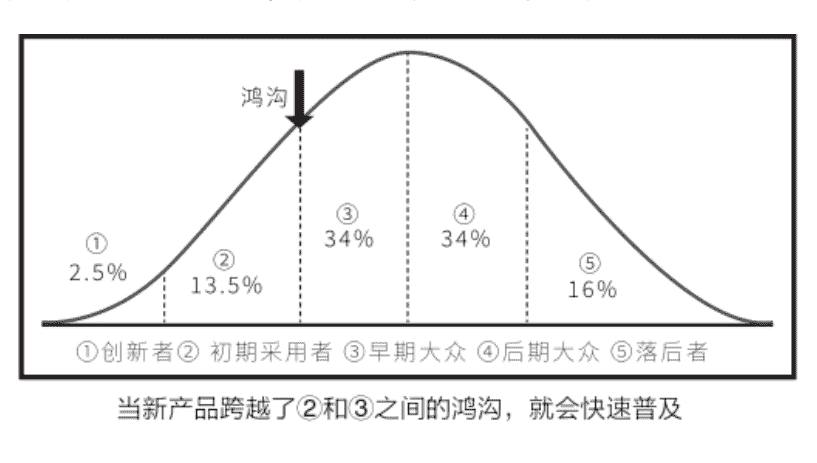 鸿沟
① 2.5%
② 13.5%
③ 34%
④ 34%
⑤ 16%
①创新者② 初期采用者 ③早期大众 ④后期大众 ⑤落后者
当新产品跨越了②和③之间的鸿沟，就会快速普及